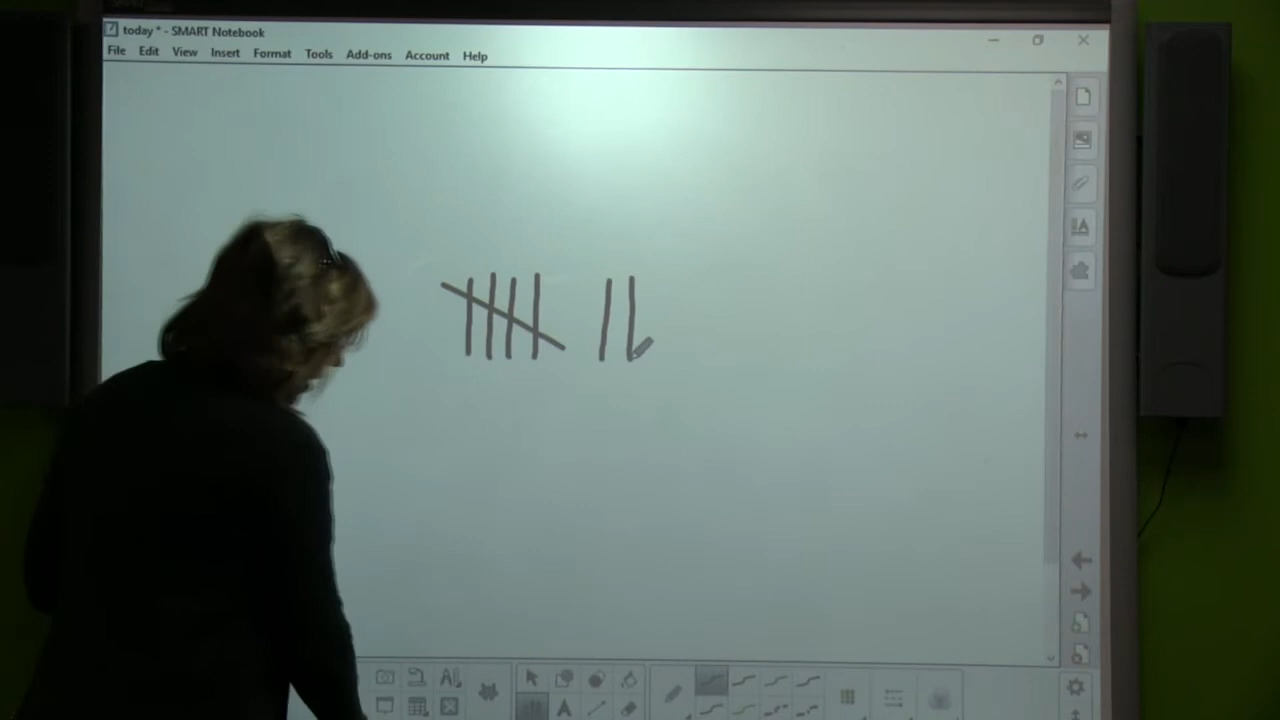 today * - SMART Notebook
File Edit View Insert Format Tools Add-ons Account Help